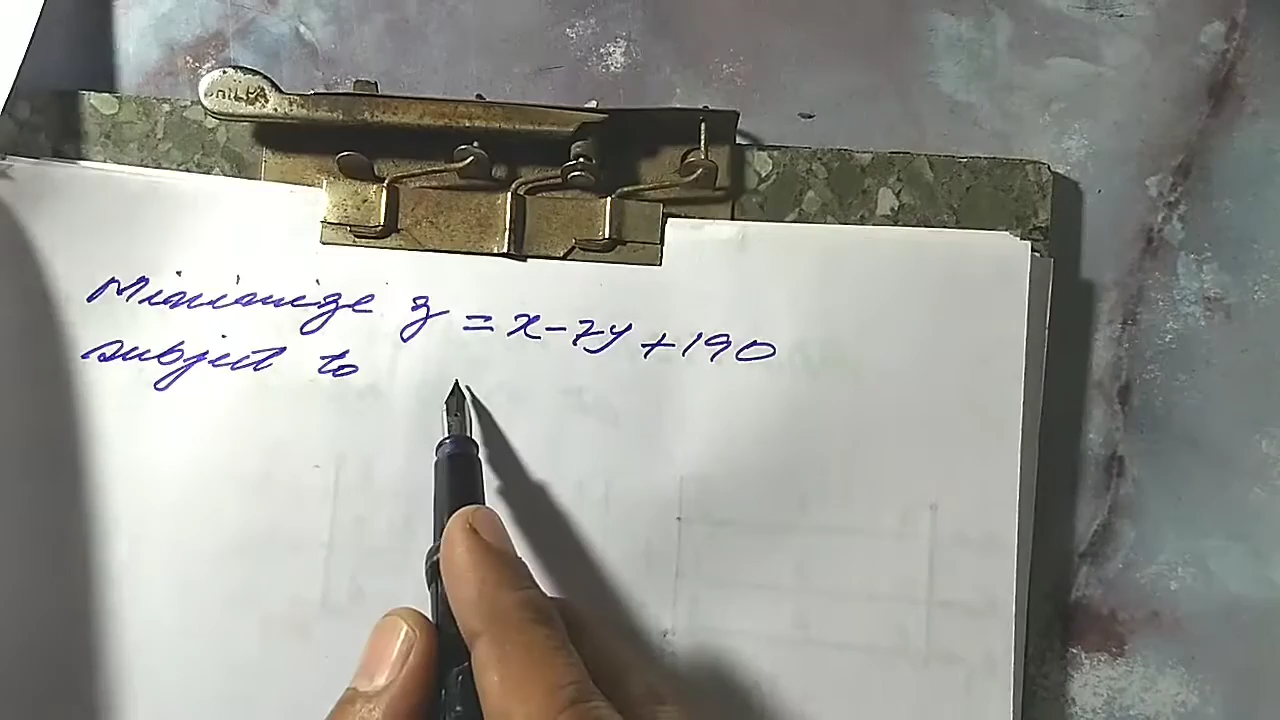 Minimize z = x - 7y + 190
subject to